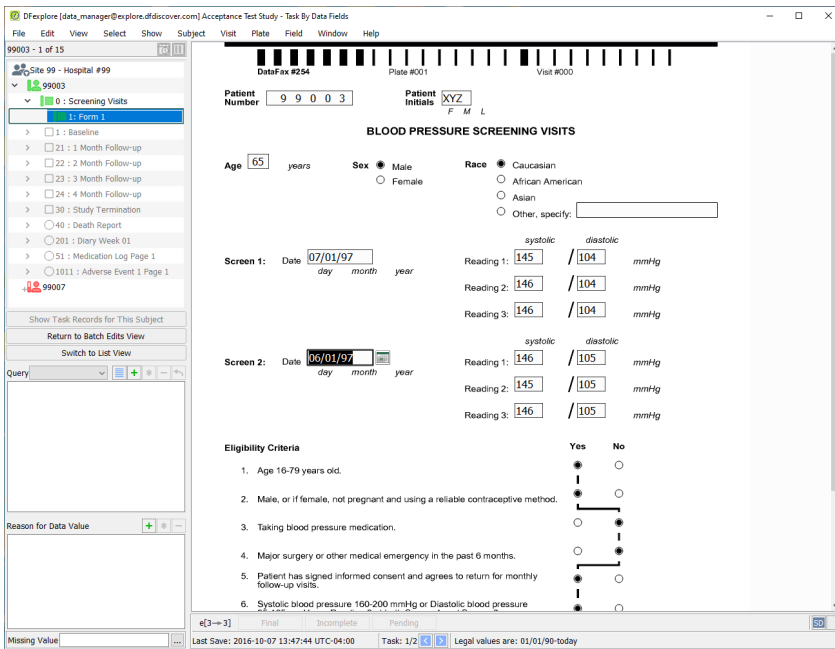 DFexplore [data_manager@explore.dfdiscover.com] Acceptance Test Study - Task By Data Fields
File Edit View Select Show Subject Visit Plate Field Window Help
99003 - 1 of 15
Site 99 - Hospital #99
99003
0 : Screening Visits
1: Form 1
1 : Baseline
21 : 1 Month Follow-up
22 : 2 Month Follow-up
23 : 3 Month Follow-up
24 : 4 Month Follow-up
30 : Study Termination
40 : Death Report
201 : Diary Week 01
51 : Medication Log Page 1
1011 : Adverse Event 1 Page 1
99007
Show Task Records for This Subject
Return to Batch Edits View
Switch to List View
Query
Reason for Data Value
Missing Value ...
DataFax #254 Plate #001 Visit #000
Patient Number 9 9 0 0 3 Patient Initials XYZ
F M L
BLOOD PRESSURE SCREENING VISITS
Age 65 years Sex Male Race Caucasian
Female African American
Asian
Other, specify:
systolic diastolic
Screen 1: Date 07/01/97 Reading 1: 145 / 104 mmHg
day month year
Reading 2: 146 / 104 mmHg
Reading 3: 146 / 104 mmHg
systolic diastolic
Screen 2: Date 06/01/97 Reading 1: 146 / 105 mmHg
day month year
Reading 2: 145 / 105 mmHg
Reading 3: 146 / 105 mmHg
Eligibility Criteria Yes No
1. Age 16-79 years old.
2. Male, or if female, not pregnant and using a reliable contraceptive method.
3. Taking blood pressure medication.
4. Major surgery or other medical emergency in the past 6 months.
5. Patient has signed informed consent and agrees to return for monthly
follow-up visits.
6. Systolic blood pressure 160-200 mmHg or Diastolic blood pressure
e[3→3] Final Incomplete Pending SD
Last Save: 2016-10-07 13:47:44 UTC-04:00 Task: 1/2 Legal values are: 01/01/90-today